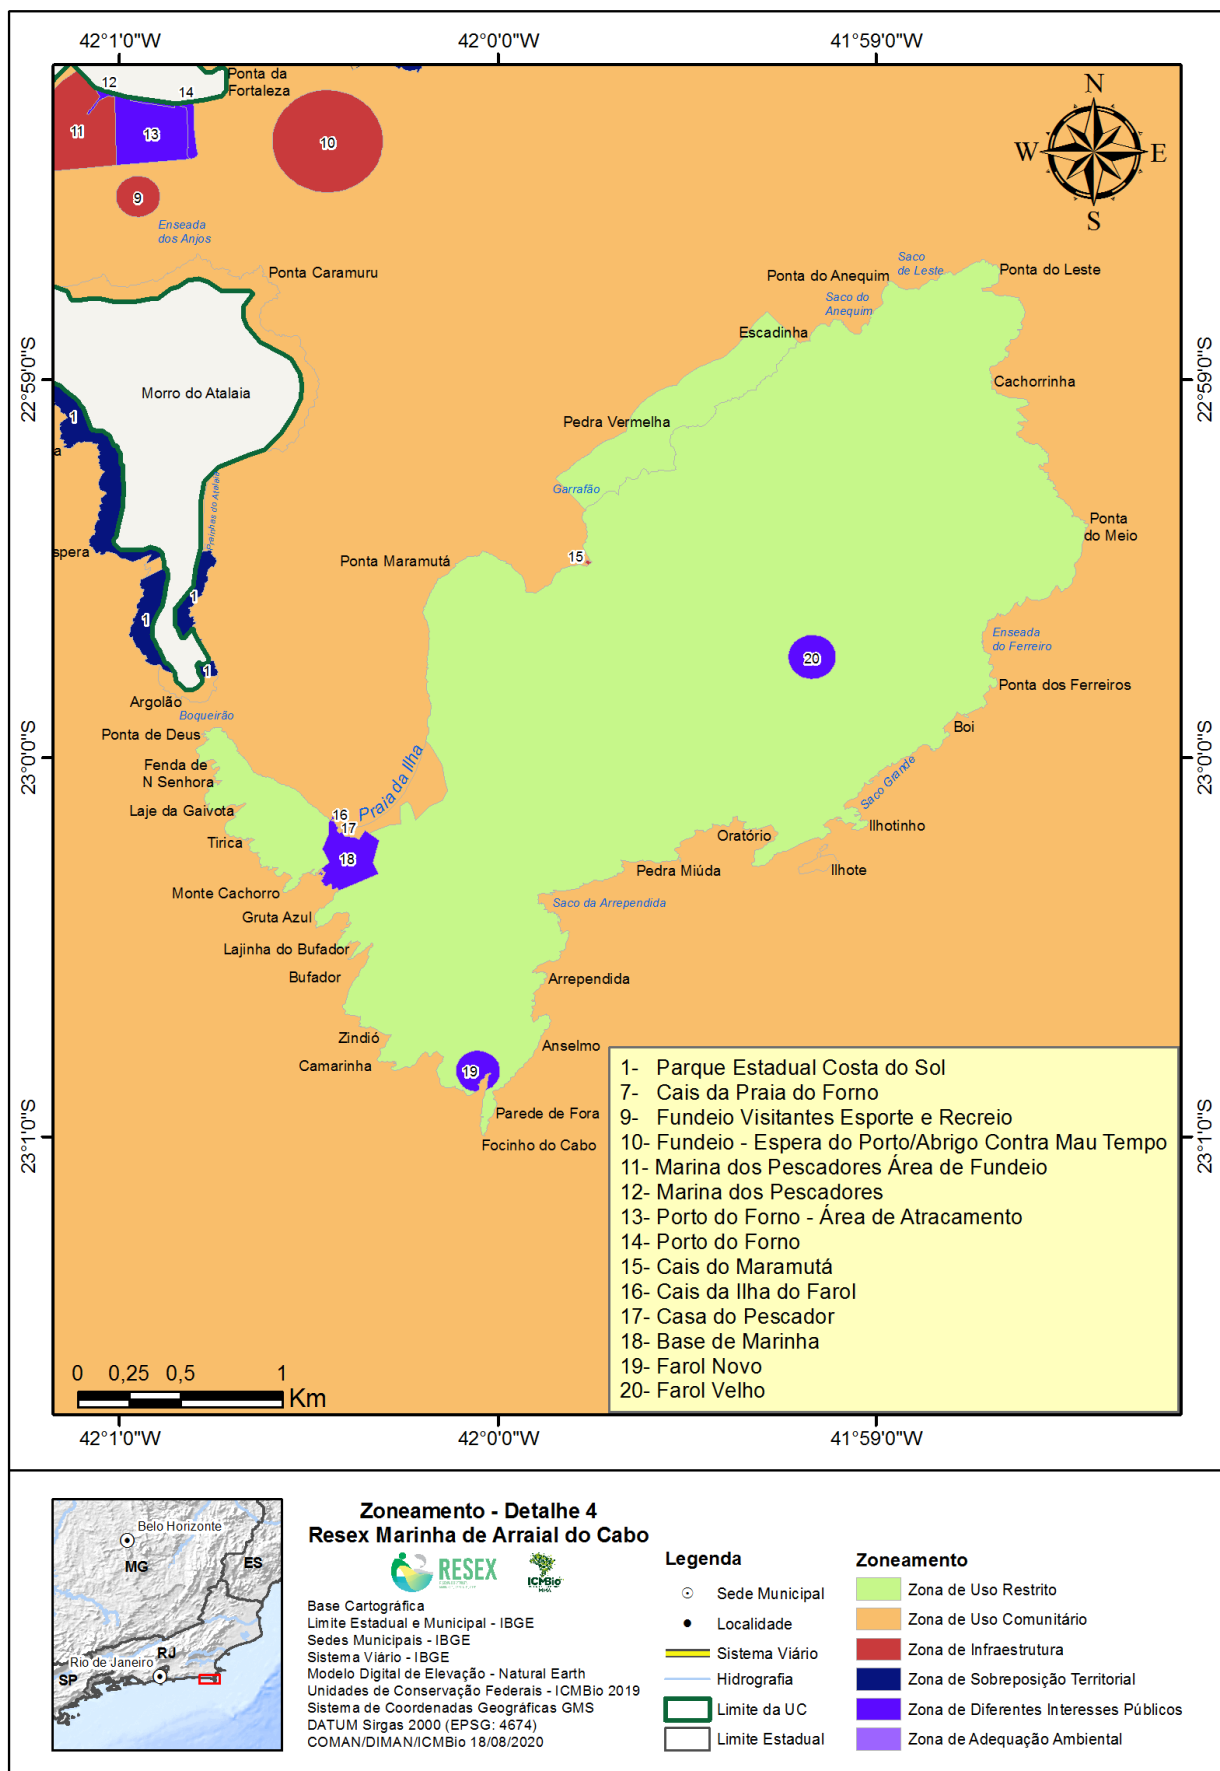 42°1'0"W
42°0'0"W
41°59'0"W
12
14
Ponta da
Fortaleza
11
13
10
9
N
W
E
S
Enseada
dos Anjos
Ponta Caramuru
Saco
de Leste
Ponta do Anequim
Ponta do Leste
Saco do
Anequim
Escadinha
22°59'0"S
22°59'0"S
Morro do Atalaia
Cachorrinha
1
Pedra Vermelha
a
Garrafão
Prainhas do Atalaia
Ponta
do Meio
spera
Ponta Maramutá
15
1
1
Enseada
do Ferreiro
20
1
Ponta dos Ferreiros
Argolão
Boqueirão
Boi
Ponta de Deus
23°0'0"S
23°0'0"S
Fenda de
N Senhora
Praia da Ilha
Saco Grande
Laje da Gaivota
16
17
Ilhotinho
Tirica
Oratório
18
Pedra Miúda
Ilhote
Monte Cachorro
Saco da Arrependida
Gruta Azul
Lajinha do Bufador
Bufador
Arrependida
Zindió
Anselmo
Camarinha
19
Parede de Fora
Focinho do Cabo
23°1'0"S
23°1'0"S
1- Parque Estadual Costa do Sol
7- Cais da Praia do Forno
9- Fundeio Visitantes Esporte e Recreio
10- Fundeio - Espera do Porto/Abrigo Contra Mau Tempo
11- Marina dos Pescadores Área de Fundeio
12- Marina dos Pescadores
13- Porto do Forno - Área de Atracamento
14- Porto do Forno
15- Cais do Maramutá
16- Cais da Ilha do Farol
17- Casa do Pescador
18- Base de Marinha
19- Farol Novo
20- Farol Velho
0 0,25 0,5 1
Km
42°1'0"W
42°0'0"W
41°59'0"W
Belo Horizonte
MG
ES
RJ
Rio de Janeiro
SP
Zoneamento - Detalhe 4
Resex Marinha de Arraial do Cabo
RESEX
ICMBio
MMA
Base Cartográfica
Limite Estadual e Municipal - IBGE
Sedes Municipais - IBGE
Sistema Viário - IBGE
Modelo Digital de Elevação - Natural Earth
Unidades de Conservação Federais - ICMBio 2019
Sistema de Coordenadas Geográficas GMS
DATUM Sirgas 2000 (EPSG: 4674)
COMAN/DIMAN/ICMBio 18/08/2020
Legenda
Sede Municipal
Localidade
Sistema Viário
Hidrografia
Limite da UC
Limite Estadual
Zoneamento
Zona de Uso Restrito
Zona de Uso Comunitário
Zona de Infraestrutura
Zona de Sobreposição Territorial
Zona de Diferentes Interesses Públicos
Zona de Adequação Ambiental